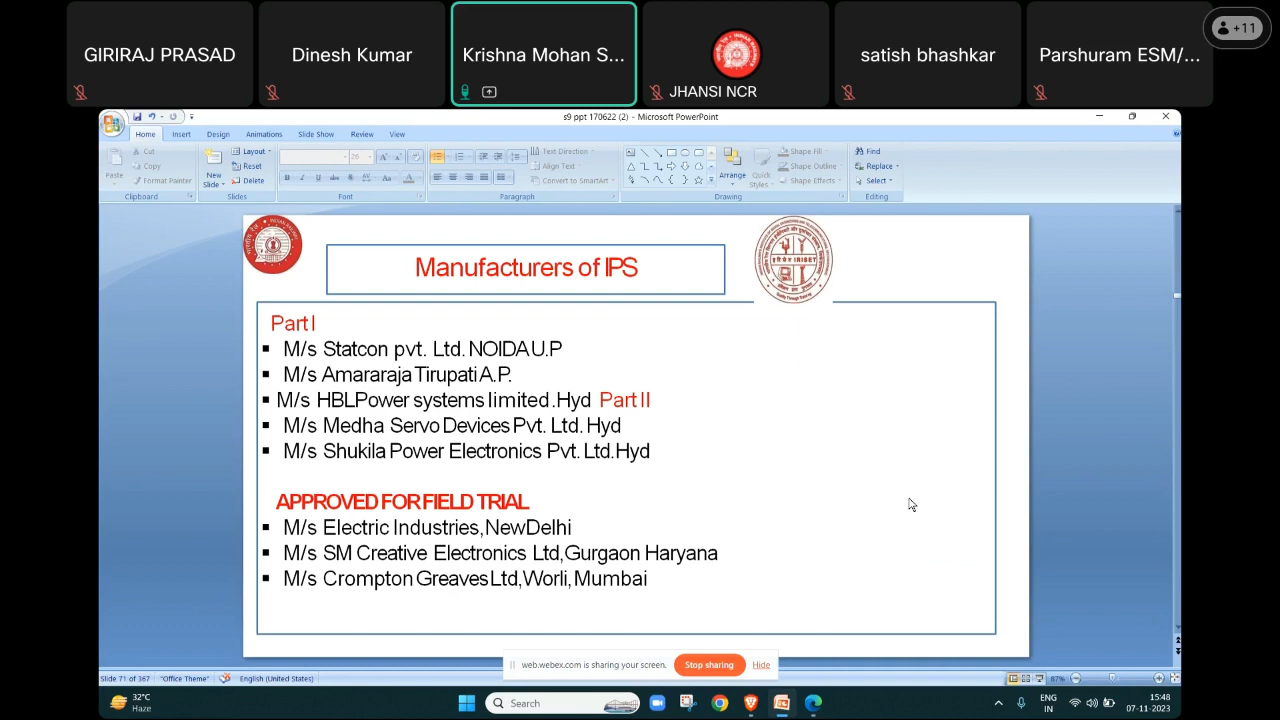 GIRIRAJ PRASAD
Dinesh Kumar
Krishna Mohan S...
JHANSI NCR
satish bhashkar
Parshuram ESM/...
+11
s9 ppt 170622 (2) - Microsoft PowerPoint
Home Insert Design Animations Slide Show Review View
Paste
Cut
Copy
Format Painter
Clipboard
New Slide
Layout
Reset
Delete
Slides
26
Font
Text Direction
Align Text
Convert to SmartArt
Paragraph
Arrange
Quick Styles
Shape Fill
Shape Outline
Shape Effects
Drawing
Find
Replace
Select
Editing
Manufacturers of IPS
IRISET
Part I
▪ M/s Statcon pvt. Ltd. NOIDA U.P
▪ M/s Amararaja Tirupati A.P.
▪ M/s HBLPower systems limited .Hyd Part II
▪ M/s Medha Servo Devices Pvt. Ltd. Hyd
▪ M/s Shukila Power Electronics Pvt. Ltd.Hyd
APPROVED FOR FIELD TRIAL
▪ M/s Electric Industries,NewDelhi
▪ M/s SM Creative Electronics Ltd,Gurgaon Haryana
▪ M/s Crompton Greaves Ltd,Worli, Mumbai
web.webex.com is sharing your screen. Stop sharing Hide
Slide 71 of 367 "Office Theme" English (United States) 87%
32°C
Haze
Search
ENG
IN
15:48
07-11-2023